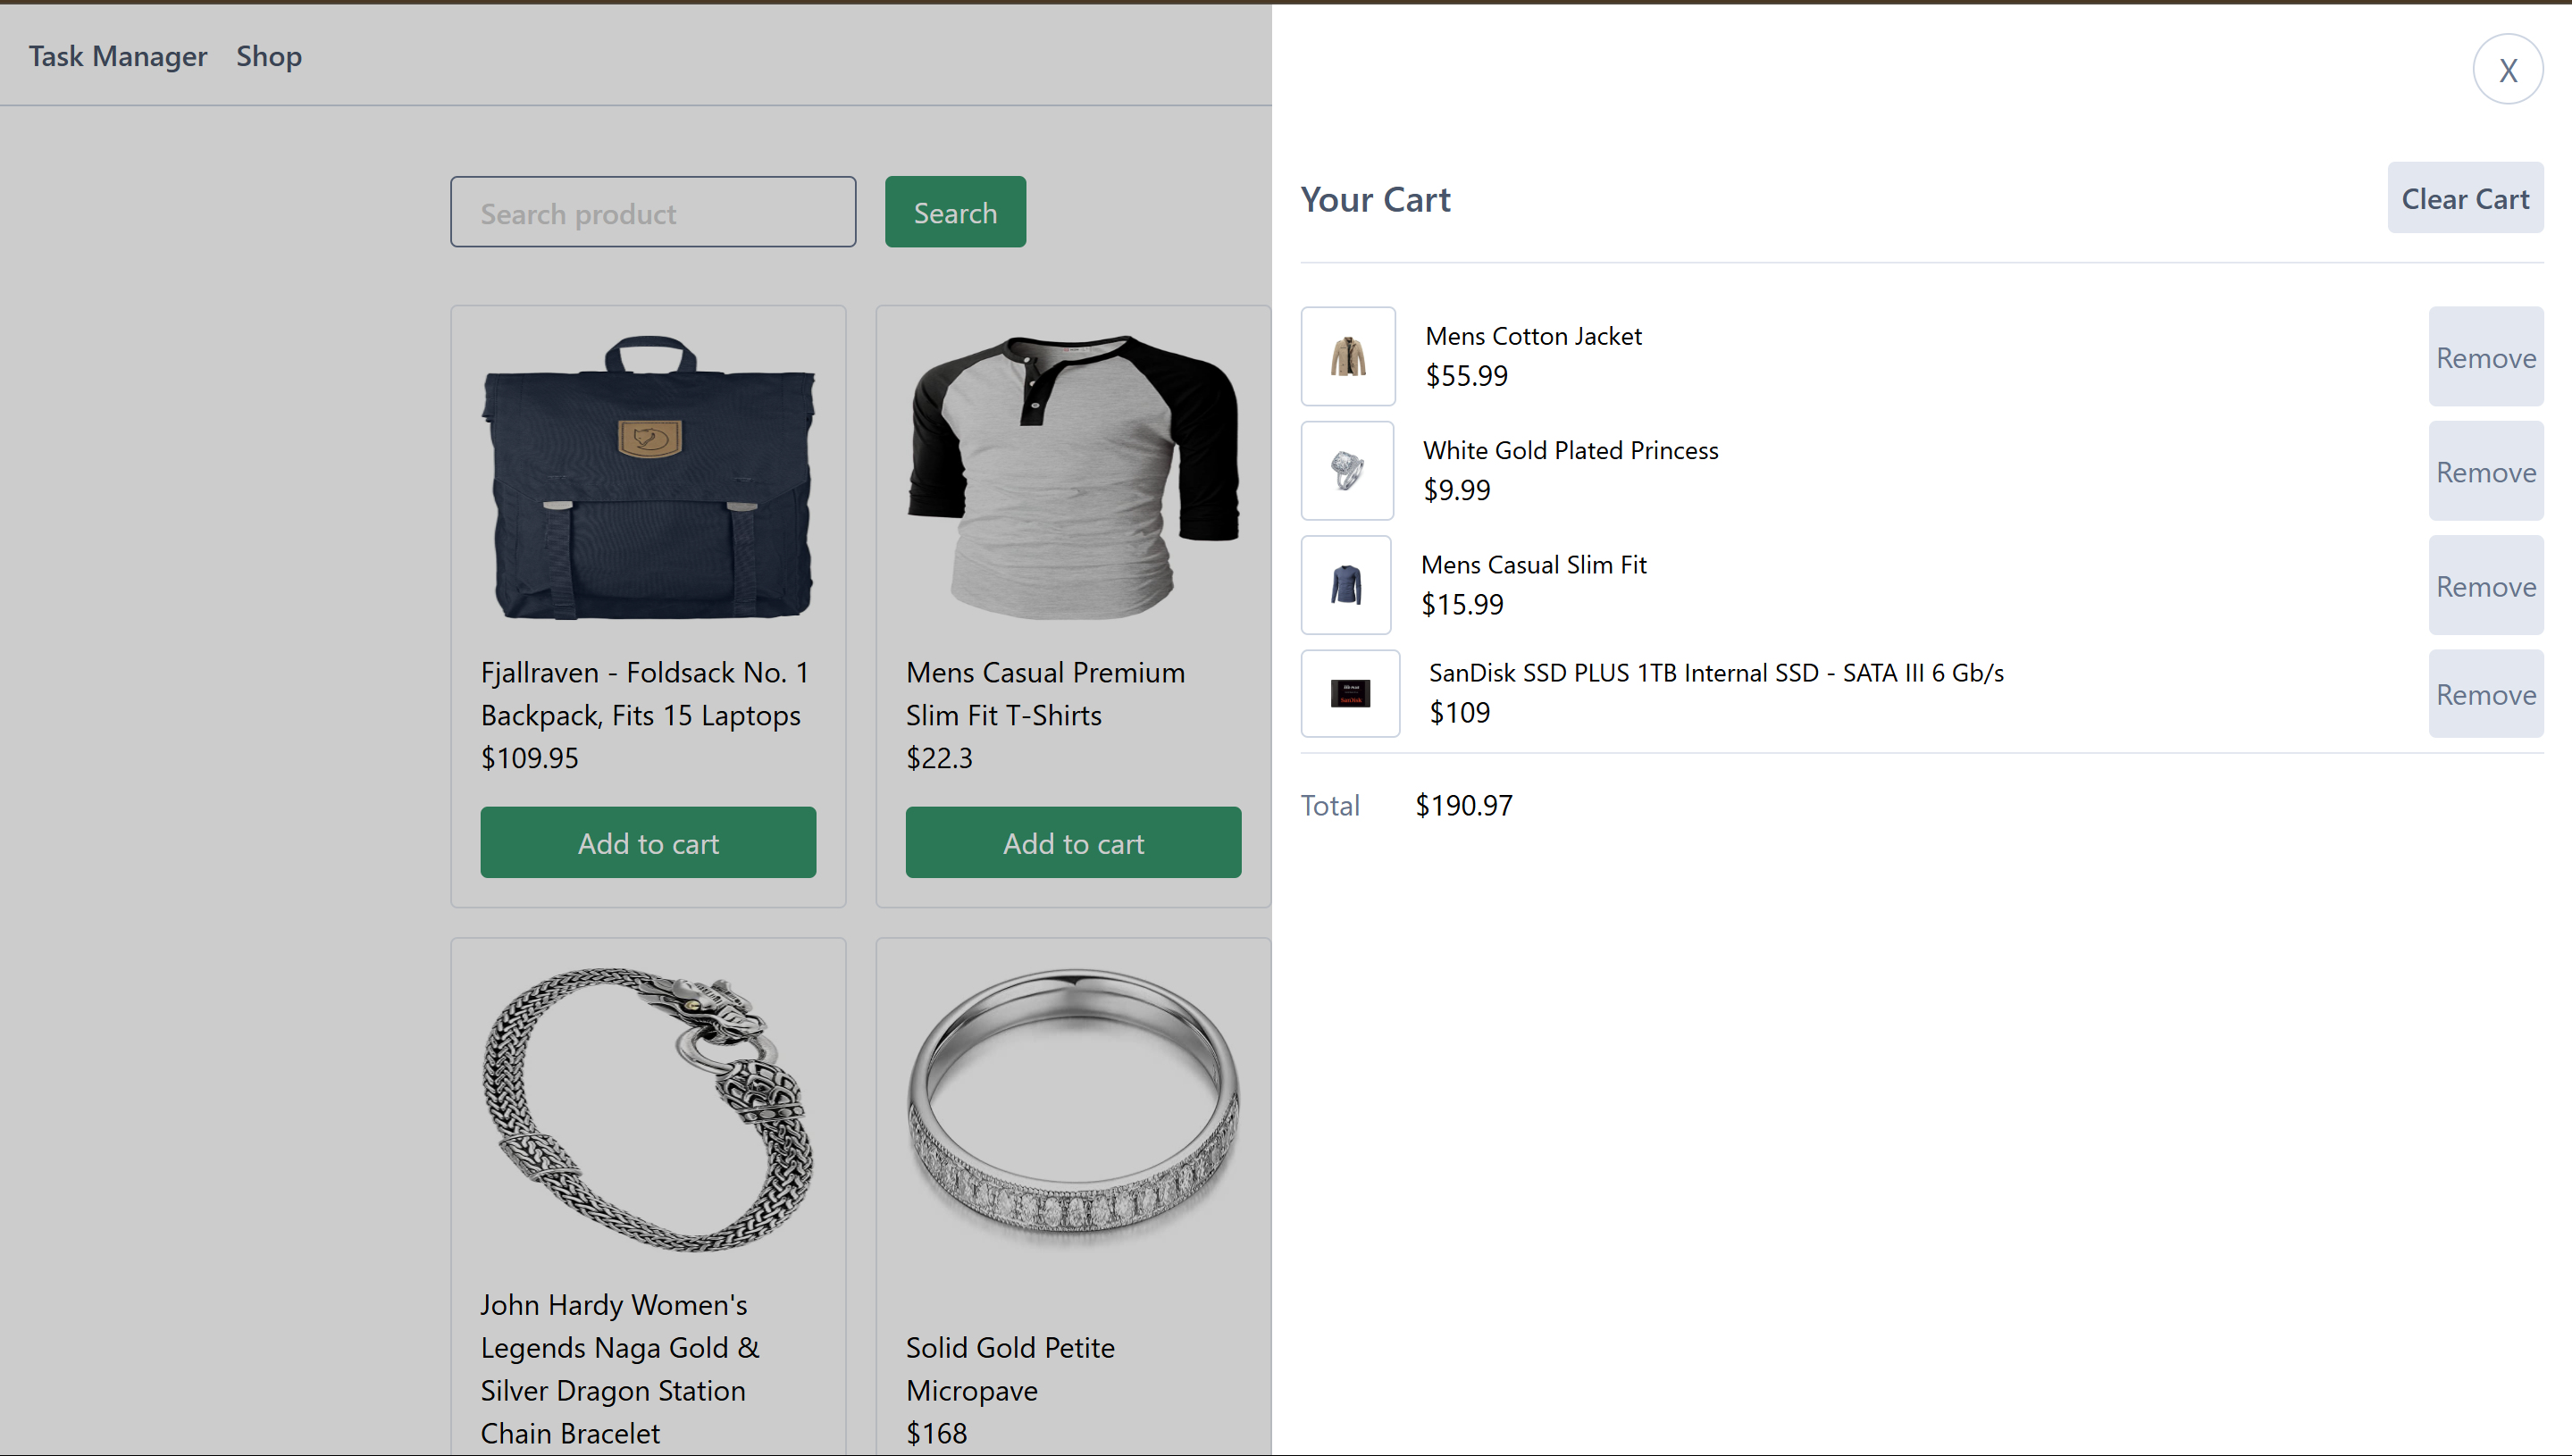 Task Manager
Shop
Search product
Search
Fjallraven - Foldsack No. 1
Backpack, Fits 15 Laptops
$109.95
Add to cart
Mens Casual Premium
Slim Fit T-Shirts
$22.3
Add to cart
John Hardy Women's
Legends Naga Gold &
Silver Dragon Station
Chain Bracelet
Solid Gold Petite
Micropave
$168
X
Your Cart
Clear Cart
Mens Cotton Jacket
$55.99
Remove
White Gold Plated Princess
$9.99
Remove
Mens Casual Slim Fit
$15.99
Remove
SanDisk
SanDisk SSD PLUS 1TB Internal SSD - SATA III 6 Gb/s
$109
Remove
Total
$190.97